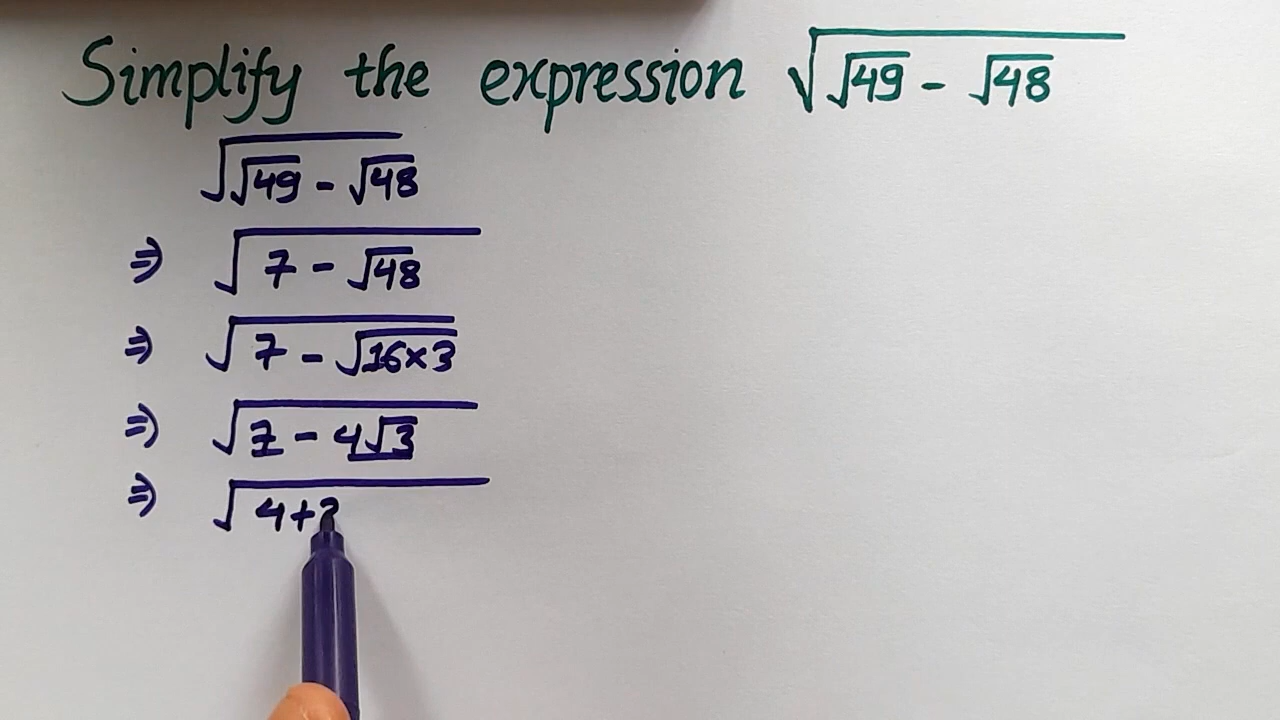 Simplify the expression √(√49 - √48)
√(√49 - √48)
⇒ √(7 - √48)
⇒ √(7 - √(16×3))
⇒ √(7 - 4√3)
⇒ √(4+